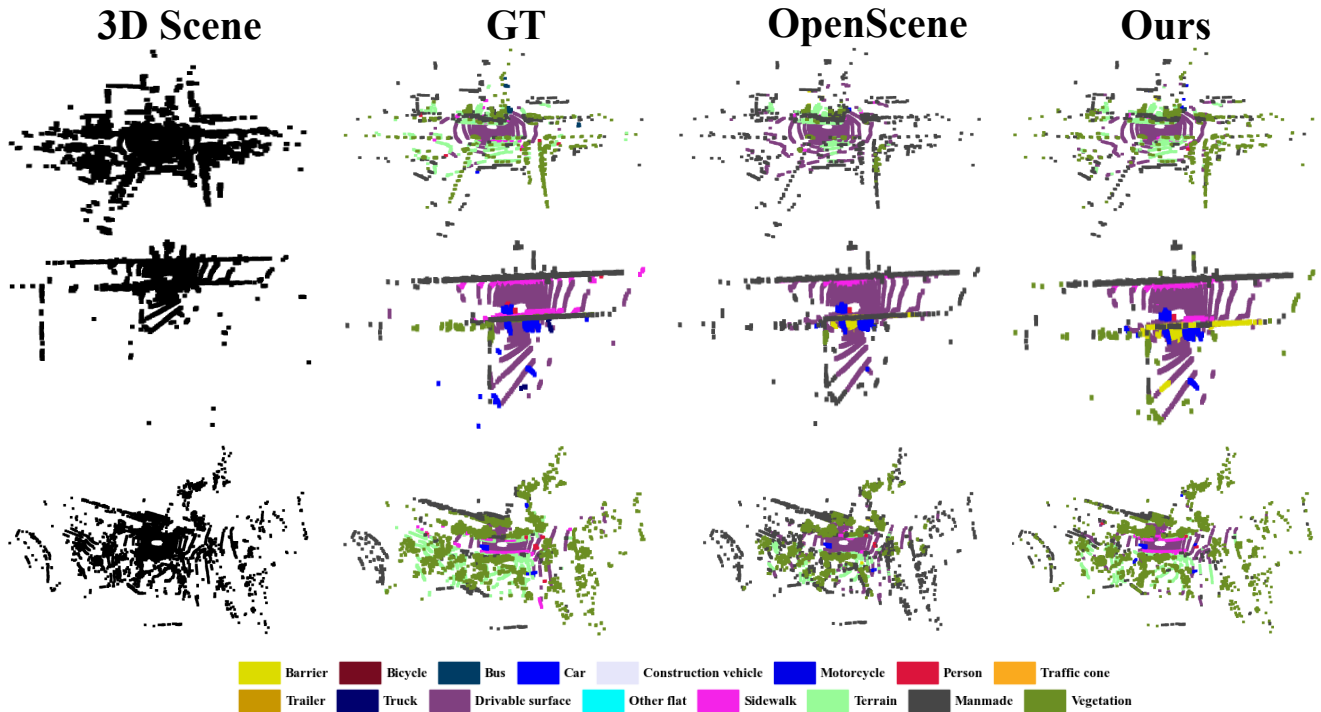 3D Scene GT OpenScene Ours
Barrier Bicycle Bus Car Construction vehicle Motorcycle Person Traffic cone
Trailer Truck Drivable surface Other flat Sidewalk Terrain Manmade Vegetation